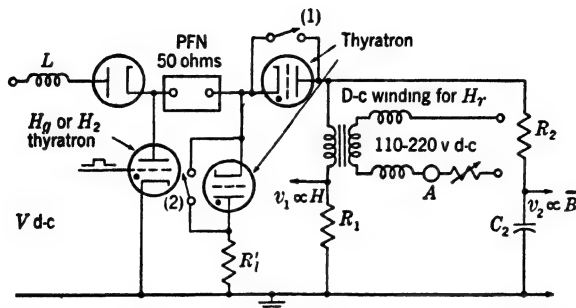 (1)
PFN
50 ohms
Thyratron
L
D-c winding for Hr
Hg or H2
thyratron
110-220 v d-c
R2
A
(2)
v1 ∝ H
R1
v2 ∝ B̅
C2
V d-c
R'l